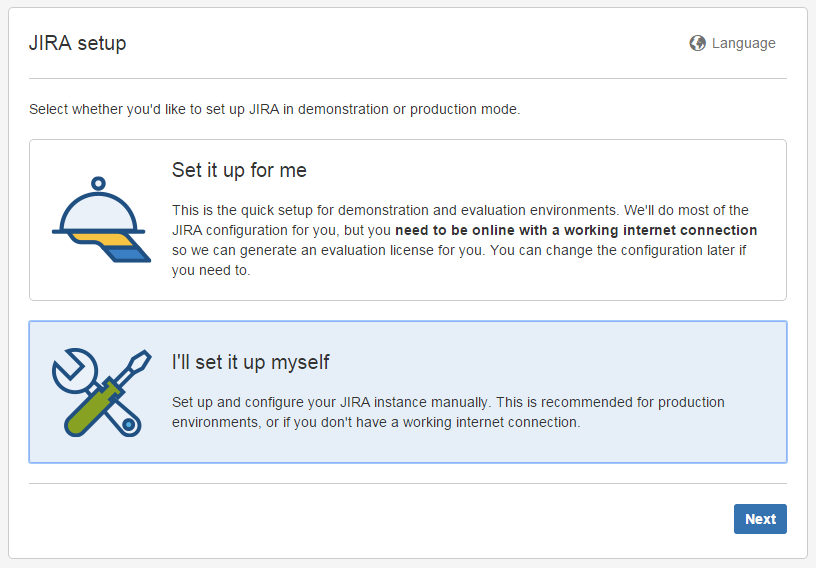 JIRA setup
Language
Select whether you'd like to set up JIRA in demonstration or production mode.
Set it up for me
This is the quick setup for demonstration and evaluation environments. We'll do most of the
JIRA configuration for you, but you need to be online with a working internet connection
so we can generate an evaluation license for you. You can change the configuration later if
you need to.
I'll set it up myself
Set up and configure your JIRA instance manually. This is recommended for production
environments, or if you don't have a working internet connection.
Next